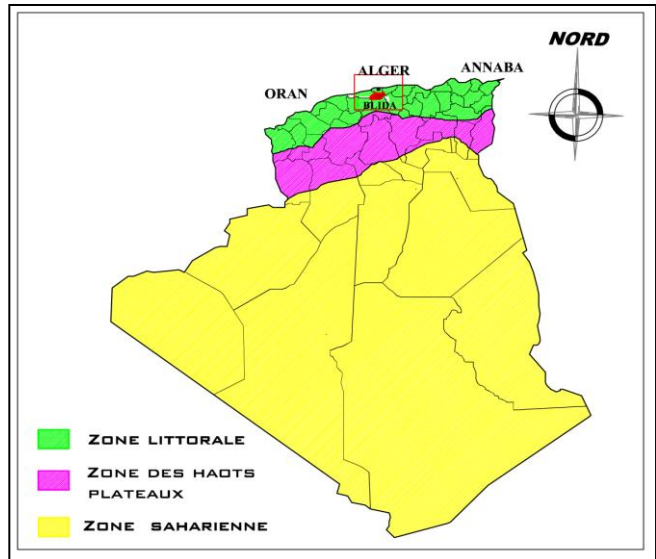 NORD
ALGER
ANNABA
ORAN
BLIDA
ZONE LITTORALE
ZONE DES HAOTS
PLATEAUX
ZONE SAHARIENNE